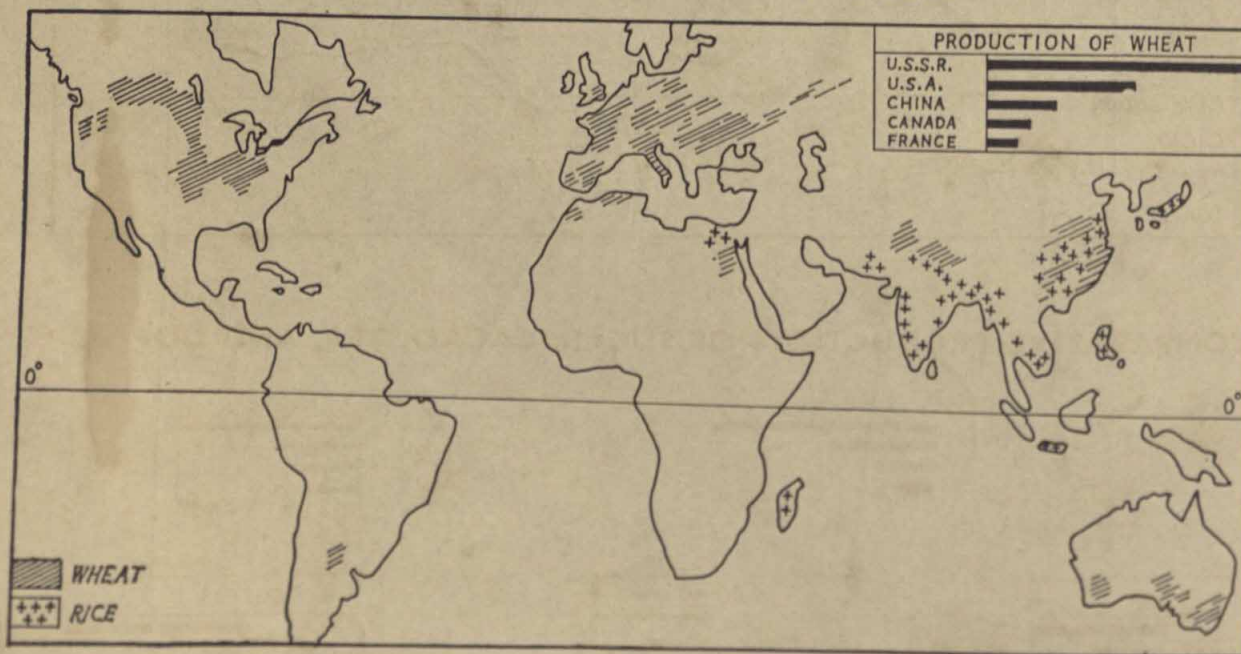 PRODUCTION OF WHEAT
U.S.S.R.
U.S.A.
CHINA
CANADA
FRANCE
0°
0°
WHEAT
RICE